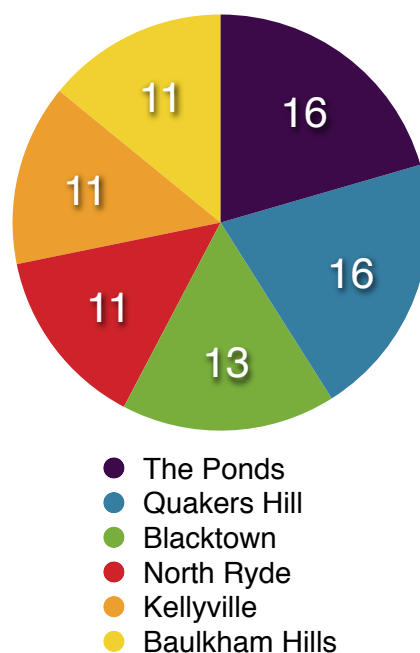 11
16
11
16
11
13
The Ponds
Quakers Hill
Blacktown
North Ryde
Kellyville
Baulkham Hills